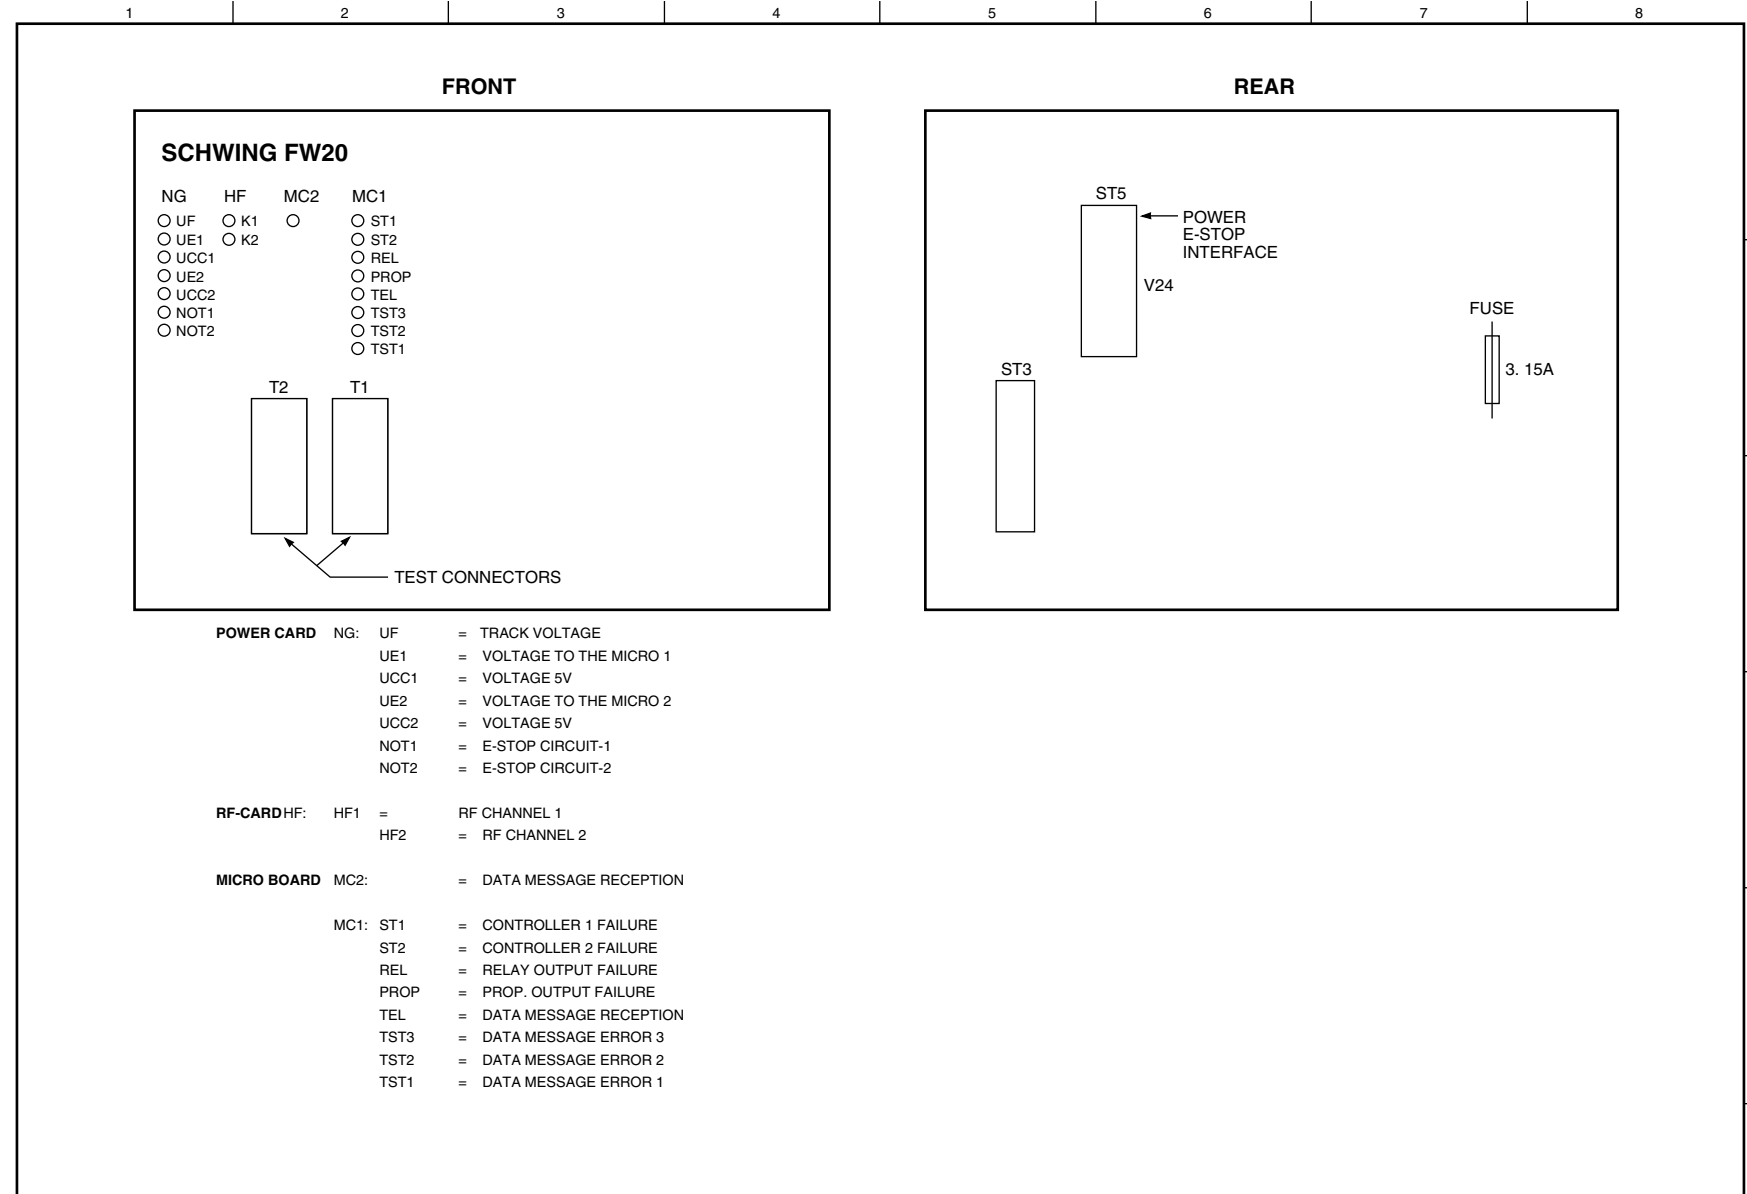 1 2 3 4 5 6 7 8
FRONT
SCHWING FW20
NG HF MC2 MC1
UF K1 ST1
UE1 K2 ST2
UCC1 REL
UE2 PROP
UCC2 TEL
NOT1 TST3
NOT2 TST2
TST1
T2 T1
TEST CONNECTORS
REAR
ST5
POWER
E-STOP
INTERFACE
V24
FUSE
3. 15A
ST3
POWER CARD NG: UF = TRACK VOLTAGE
UE1 = VOLTAGE TO THE MICRO 1
UCC1 = VOLTAGE 5V
UE2 = VOLTAGE TO THE MICRO 2
UCC2 = VOLTAGE 5V
NOT1 = E-STOP CIRCUIT-1
NOT2 = E-STOP CIRCUIT-2
RF-CARD HF: HF1 = RF CHANNEL 1
HF2 = RF CHANNEL 2
MICRO BOARD MC2: = DATA MESSAGE RECEPTION
MC1: ST1 = CONTROLLER 1 FAILURE
ST2 = CONTROLLER 2 FAILURE
REL = RELAY OUTPUT FAILURE
PROP = PROP. OUTPUT FAILURE
TEL = DATA MESSAGE RECEPTION
TST3 = DATA MESSAGE ERROR 3
TST2 = DATA MESSAGE ERROR 2
TST1 = DATA MESSAGE ERROR 1